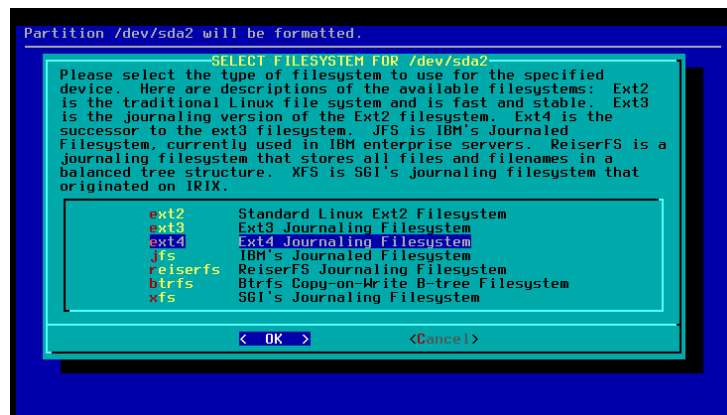 Partition /dev/sda2 will be formatted.
SELECT FILESYSTEM FOR /dev/sda2
Please select the type of filesystem to use for the specified
device.  Here are descriptions of the available filesystems:  Ext2
is the traditional Linux file system and is fast and stable.  Ext3
is the journaling version of the Ext2 filesystem.  Ext4 is the
successor to the ext3 filesystem.  JFS is IBM's Journaled
Filesystem, currently used in IBM enterprise servers.  ReiserFS is a
journaling filesystem that stores all files and filenames in a
balanced tree structure.  XFS is SGI's journaling filesystem that
originated on IRIX.
ext2 Standard Linux Ext2 Filesystem
ext3 Ext3 Journaling Filesystem
ext4 Ext4 Journaling Filesystem
jfs IBM's Journaled Filesystem
reiserfs ReiserFS Journaling Filesystem
btrfs Btrfs Copy-on-Write B-tree Filesystem
xfs SGI's Journaling Filesystem
< OK > <Cancel>